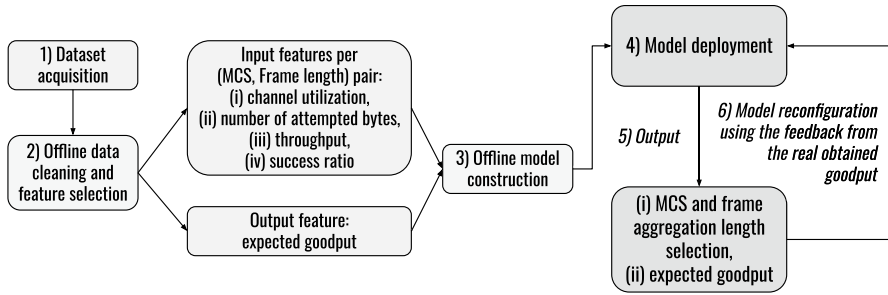 1) Dataset
acquisition
2) Offline data
cleaning and
feature selection
Input features per
(MCS, Frame length) pair:
(i) channel utilization,
(ii) number of attempted bytes,
(iii) throughput,
(iv) success ratio
Output feature:
expected goodput
3) Offline model
construction
4) Model deployment
5) Output
6) Model reconfiguration
using the feedback from
the real obtained
goodput
(i) MCS and frame
aggregation length
selection,
(ii) expected goodput